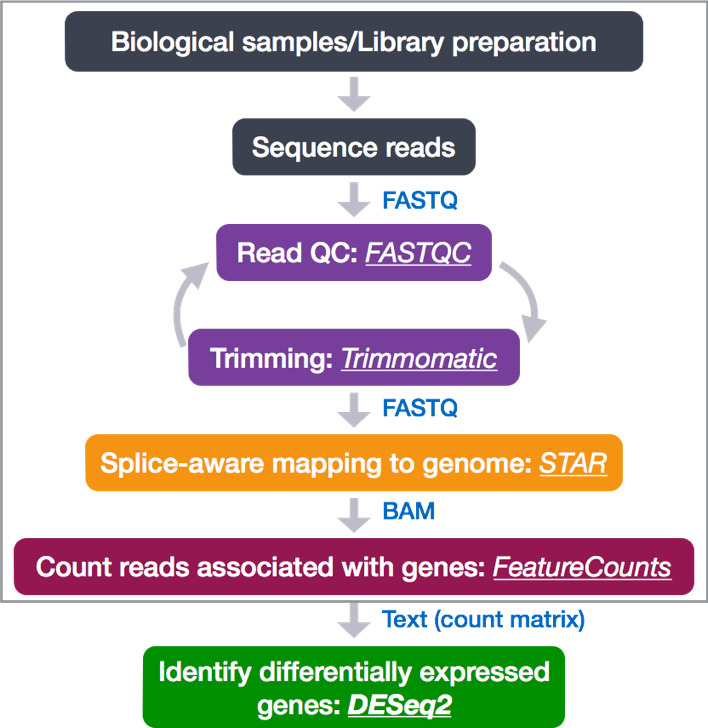 Biological samples/Library preparation
Sequence reads
FASTQ
Read QC: FASTQC
Trimming: Trimmomatic
FASTQ
Splice-aware mapping to genome: STAR
BAM
Count reads associated with genes: FeatureCounts
Text (count matrix)
Identify differentially expressed
genes: DESeq2